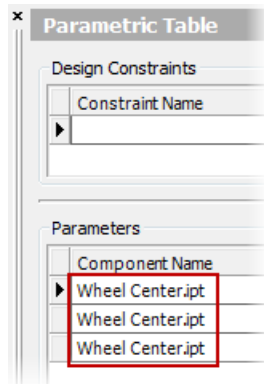 Parametric Table
Design Constraints
Constraint Name
Parameters
Component Name
Wheel Center.ipt
Wheel Center.ipt
Wheel Center.ipt